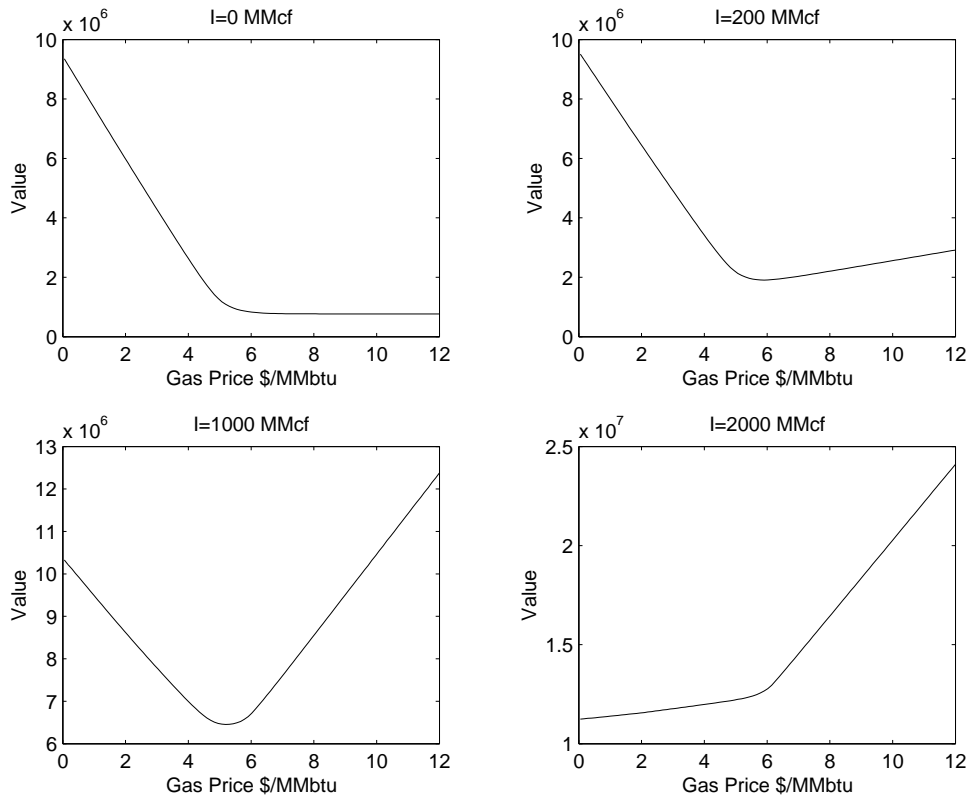 x 10^6
I=0 MMcf
10
8
6
4
2
0
Value
0 2 4 6 8 10 12
Gas Price $/MMbtu
x 10^6
I=200 MMcf
10
8
6
4
2
0
Value
0 2 4 6 8 10 12
Gas Price $/MMbtu
x 10^6
I=1000 MMcf
13
12
11
10
9
8
7
6
Value
0 2 4 6 8 10 12
Gas Price $/MMbtu
x 10^7
I=2000 MMcf
2.5
2
1.5
1
Value
0 2 4 6 8 10 12
Gas Price $/MMbtu